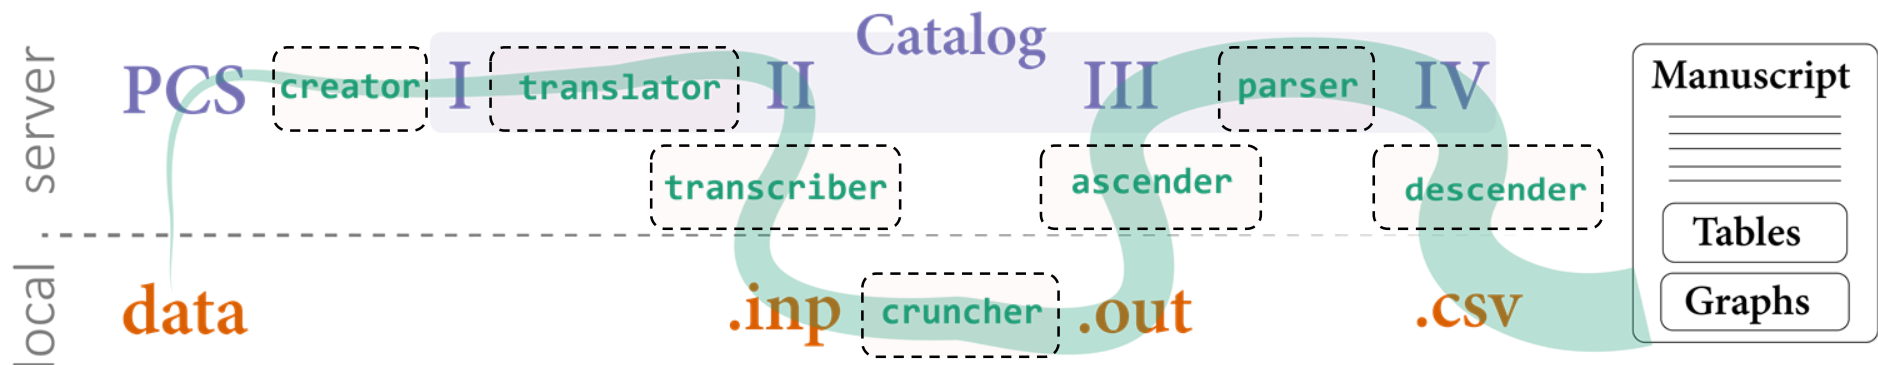 server
Catalog
PCS creator I translator II III parser IV
transcriber ascender descender
local
data .inp cruncher .out .csv
Manuscript
Tables
Graphs